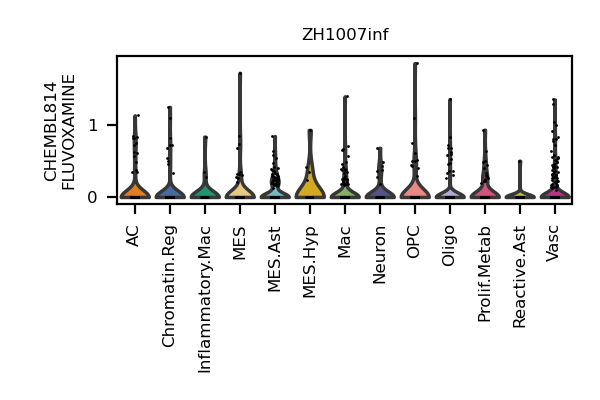 ZH1007inf
CHEMBL814
FLUVOXAMINE
1
0
AC
Chromatin.Reg
Inflammatory.Mac
MES
MES.Ast
MES.Hyp
Mac
Neuron
OPC
Oligo
Prolif.Metab
Reactive.Ast
Vasc